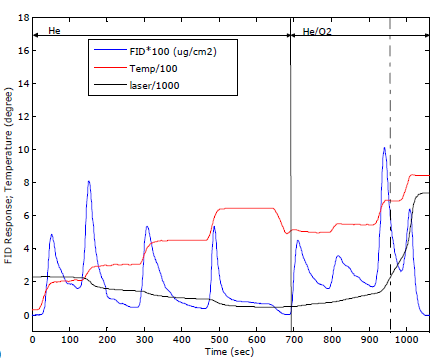 18
He
He/O2
16
FID*100 (ug/cm2)
Temp/100
laser/1000
14
12
10
8
6
4
2
0
FID Response; Temperature (degree)
0 100 200 300 400 500 600 700 800 900 1000
Time (sec)